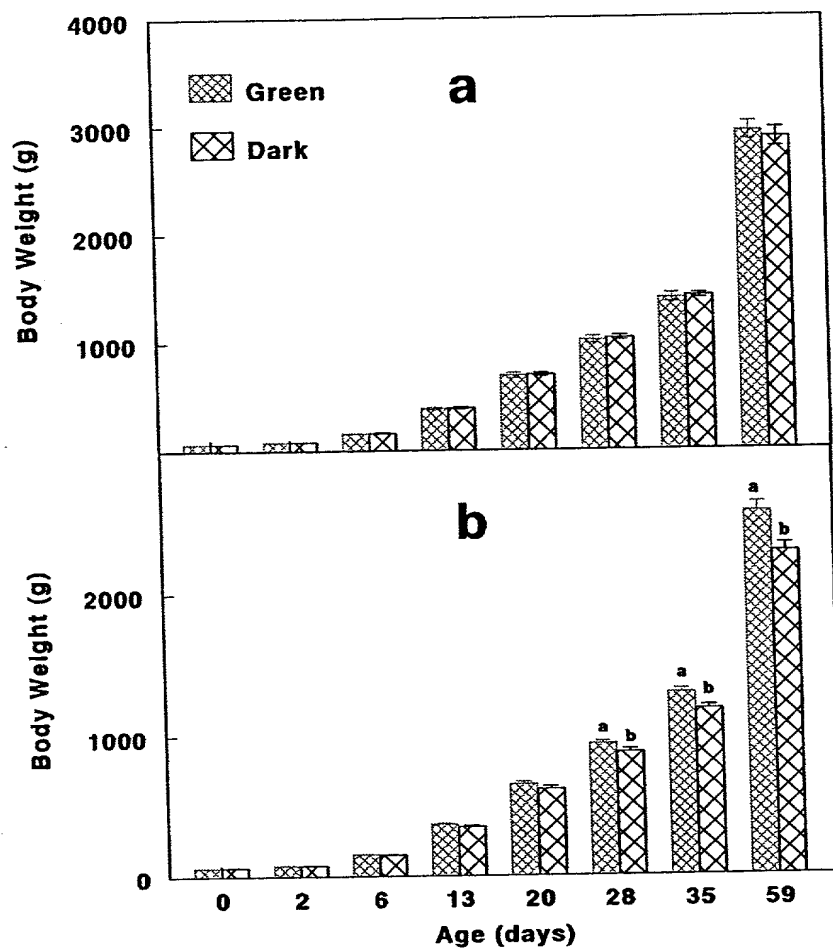 4000
3000
2000
1000
Body Weight (g)
Green
Dark
a
b
2000
1000
0
Body Weight (g)
a
b
a
b
a
b
0 2 6 13 20 28 35 59
Age (days)